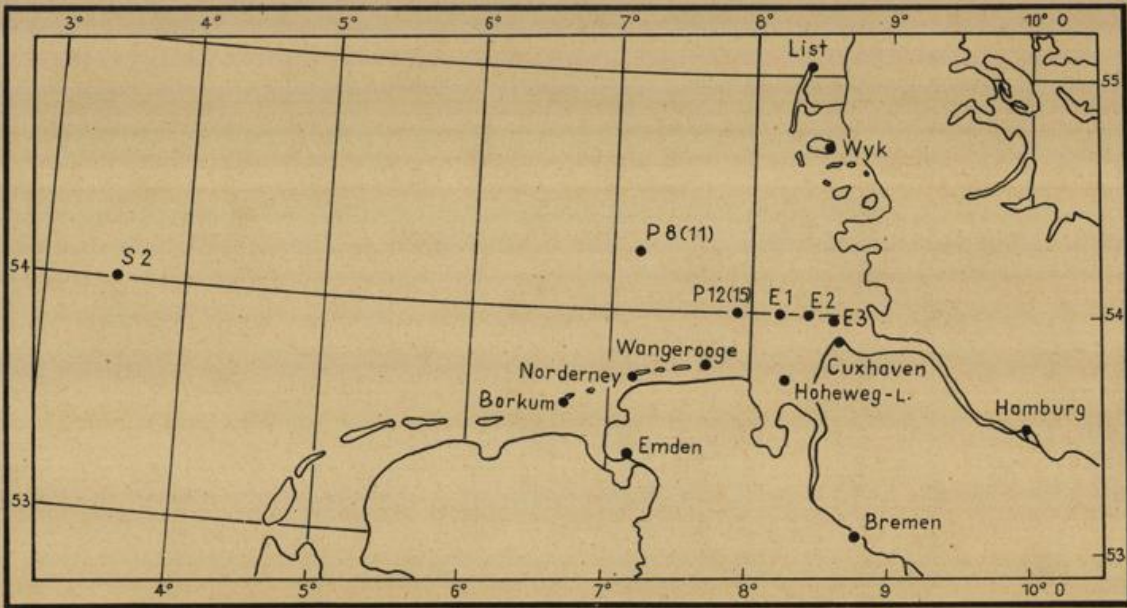 3° 4° 5° 6° 7° 8° 9° 10° O
List
55
Wyk
P 8(11)
S 2
54
P12(15) E1 E2
E3
54
Wangerooge
Cuxhaven
Norderney
Hoheweg-L.
Borkum
Hamburg
Emden
53
Bremen
53
4° 5° 6° 7° 8° 9° 10° O